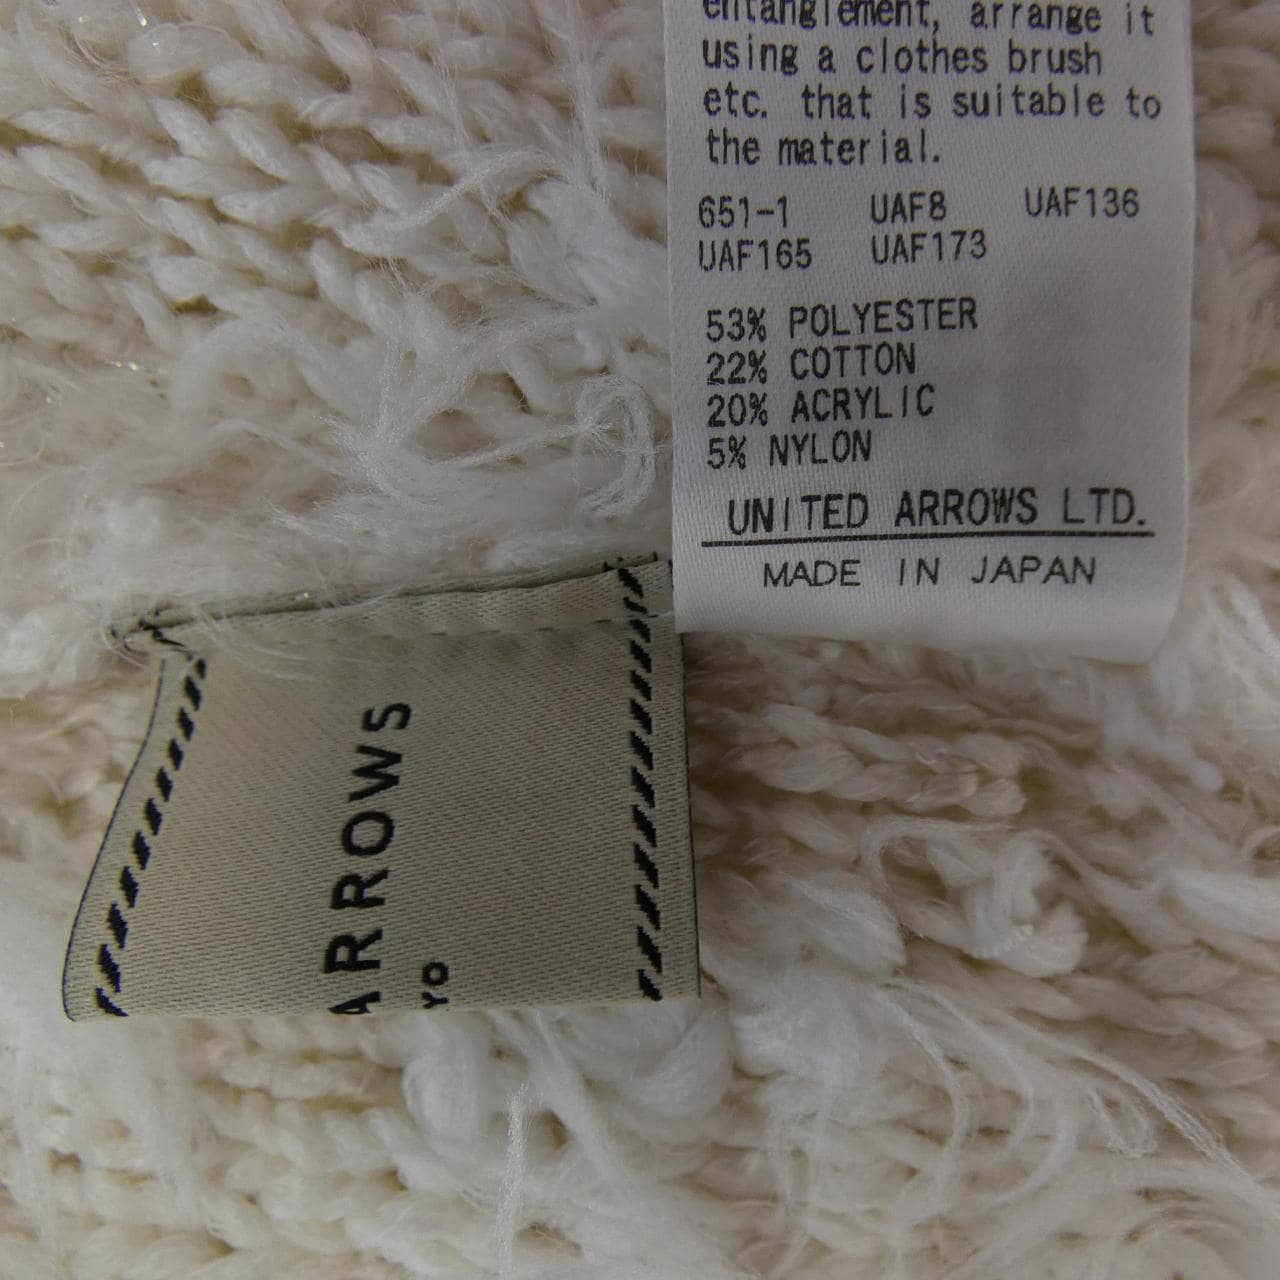 entanglement, arrange it
using a clothes brush
etc. that is suitable to
the material.
651-1 UAF8 UAF136
UAF165 UAF173
53% POLYESTER
22% COTTON
20% ACRYLIC
5% NYLON
UNITED ARROWS LTD.
MADE IN JAPAN
ARROWS
YO